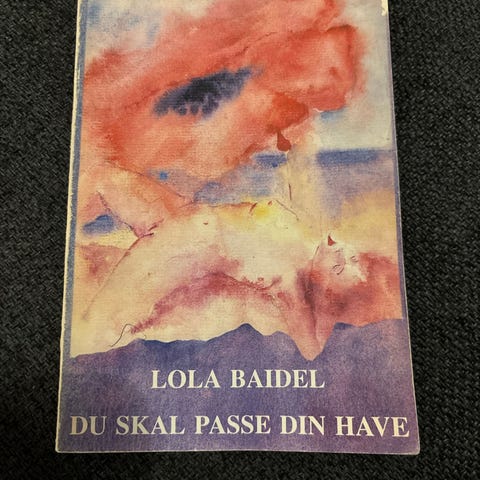 LOLA BAIDEL
DU SKAL PASSE DIN HAVE